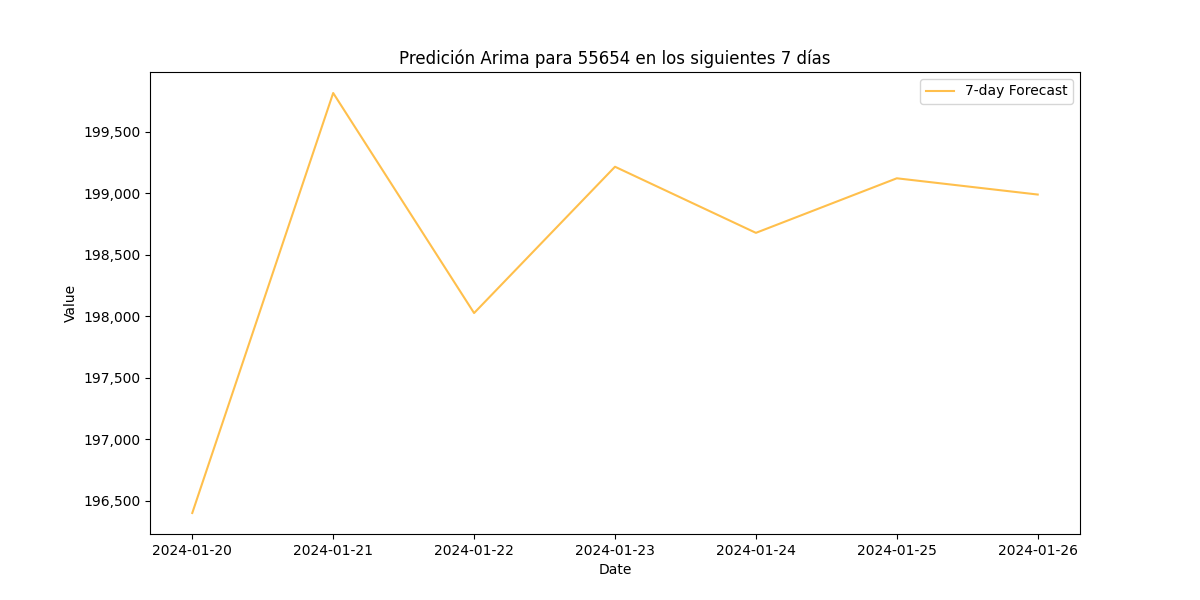 Predición Arima para 55654 en los siguientes 7 días
7-day Forecast
Value
199,500
199,000
198,500
198,000
197,500
197,000
196,500
2024-01-20 2024-01-21 2024-01-22 2024-01-23 2024-01-24 2024-01-25 2024-01-26
Date